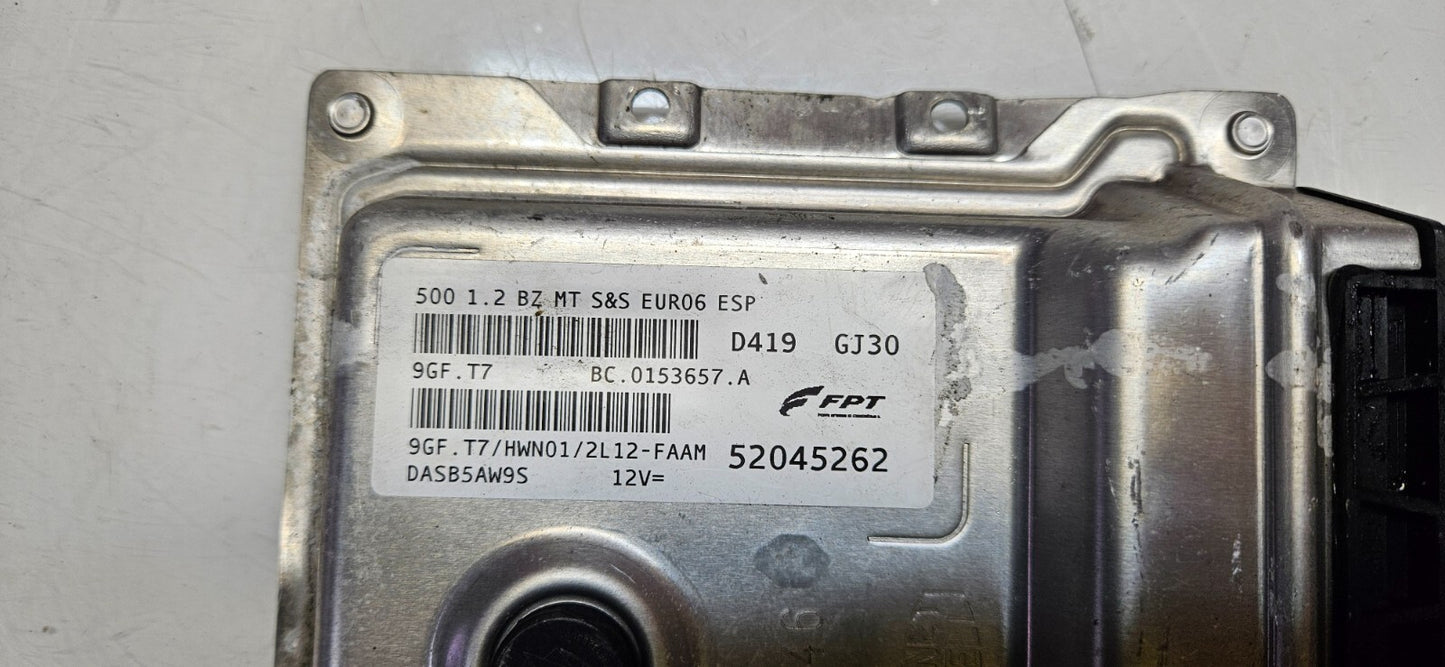 500 1.2 BZ MT S&S EURO6 ESP
D419 GJ30
9GF.T7 BC.0153657.A
FPT
9GF.T7/HWN01/2L12-FAAM 52045262
DASB5AW9S 12V=